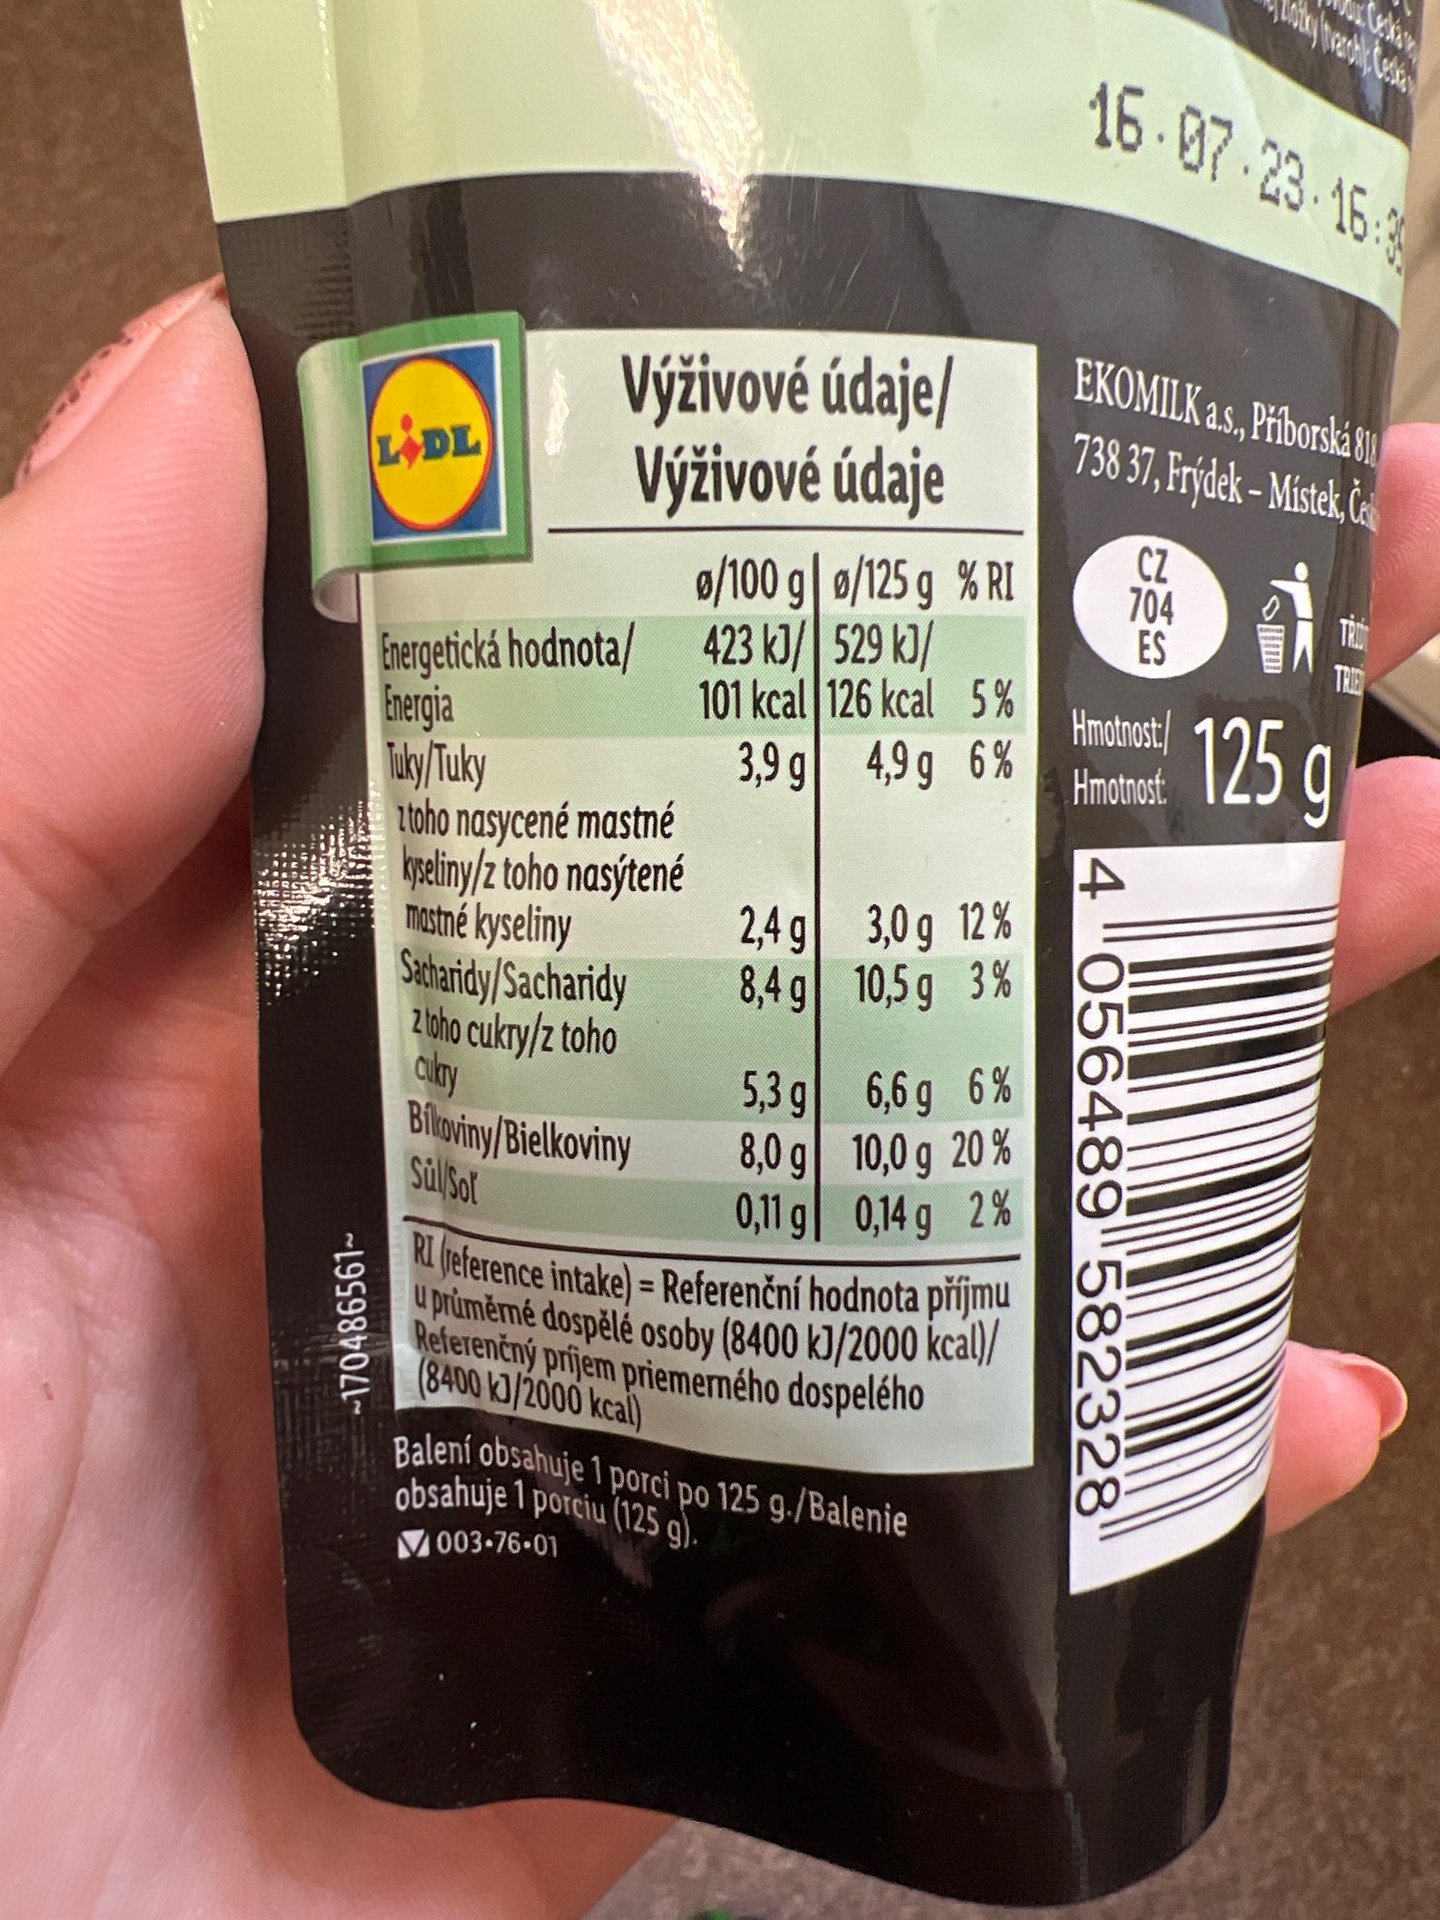 (tvaroh): Česká
16.07.23. 16:
LIDL
Výživové údaje/
Výživové údaje
ø/100 g ø/125 g % RI
Energetická hodnota/ 423 kJ/ 529 kJ/
Energia 101 kcal 126 kcal 5 %
Tuky/Tuky 3,9 g 4,9 g 6 %
z toho nasycené mastné
kyseliny/z toho nasýtené
mastné kyseliny 2,4 g 3,0 g 12 %
Sacharidy/Sacharidy 8,4 g 10,5 g 3 %
z toho cukry/z toho
cukry 5,3 g 6,6 g 6 %
Bílkoviny/Bielkoviny 8,0 g 10,0 g 20 %
Sůl/Soľ 0,11 g 0,14 g 2 %
RI (reference intake) = Referenční hodnota příjmu
u průměrné dospělé osoby (8400 kJ/2000 kcal)/
Referenčný príjem priemerného dospelého
(8400 kJ/2000 kcal)
Balení obsahuje 1 porci po 125 g./Balenie
obsahuje 1 porciu (125 g).
003•76•01
~170486561~
EKOMILK a.s., Příborská 818,
738 37, Frýdek – Místek,
CZ
704
ES
Hmotnost:/
Hmotnosť: 125 g
4 056489 582328